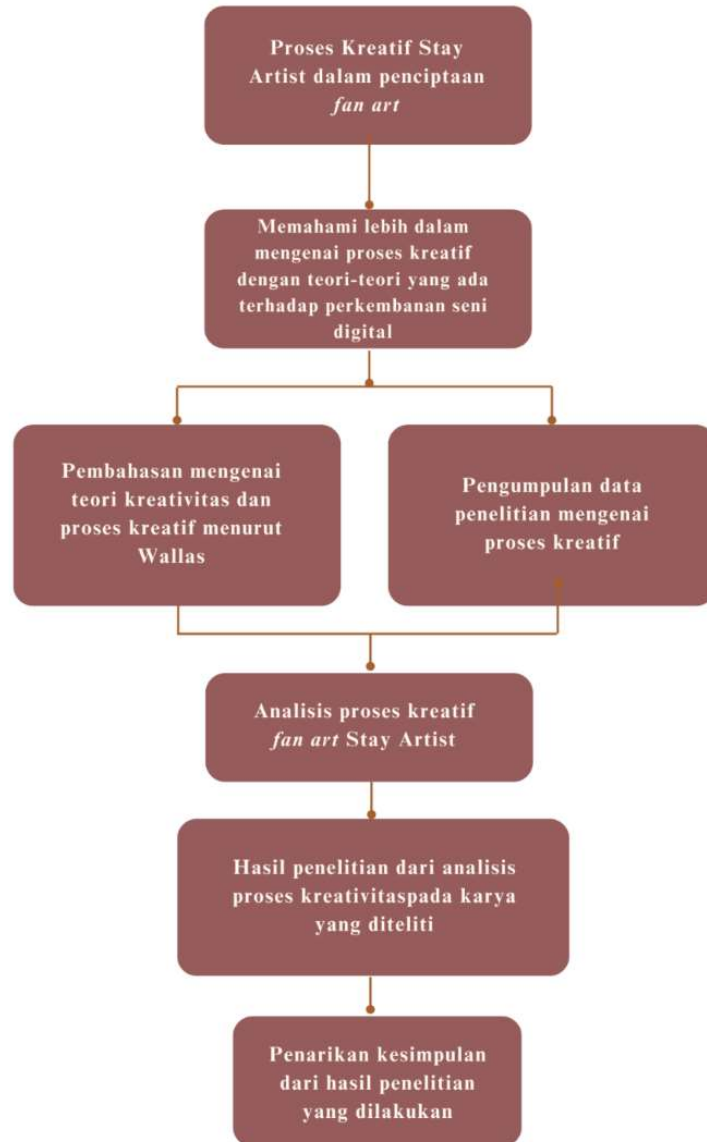 Proses Kreatif Stay
Artist dalam penciptaan
fan art
Memahami lebih dalam
mengenai proses kreatif
dengan teori-teori yang ada
terhadap perkembanan seni
digital
Pembahasan mengenai
teori kreativitas dan
proses kreatif menurut
Wallas
Pengumpulan data
penelitian mengenai
proses kreatif
Analisis proses kreatif
fan art Stay Artist
Hasil penelitian dari analisis
proses kreativitaspada karya
yang diteliti
Penarikan kesimpulan
dari hasil penelitian
yang dilakukan